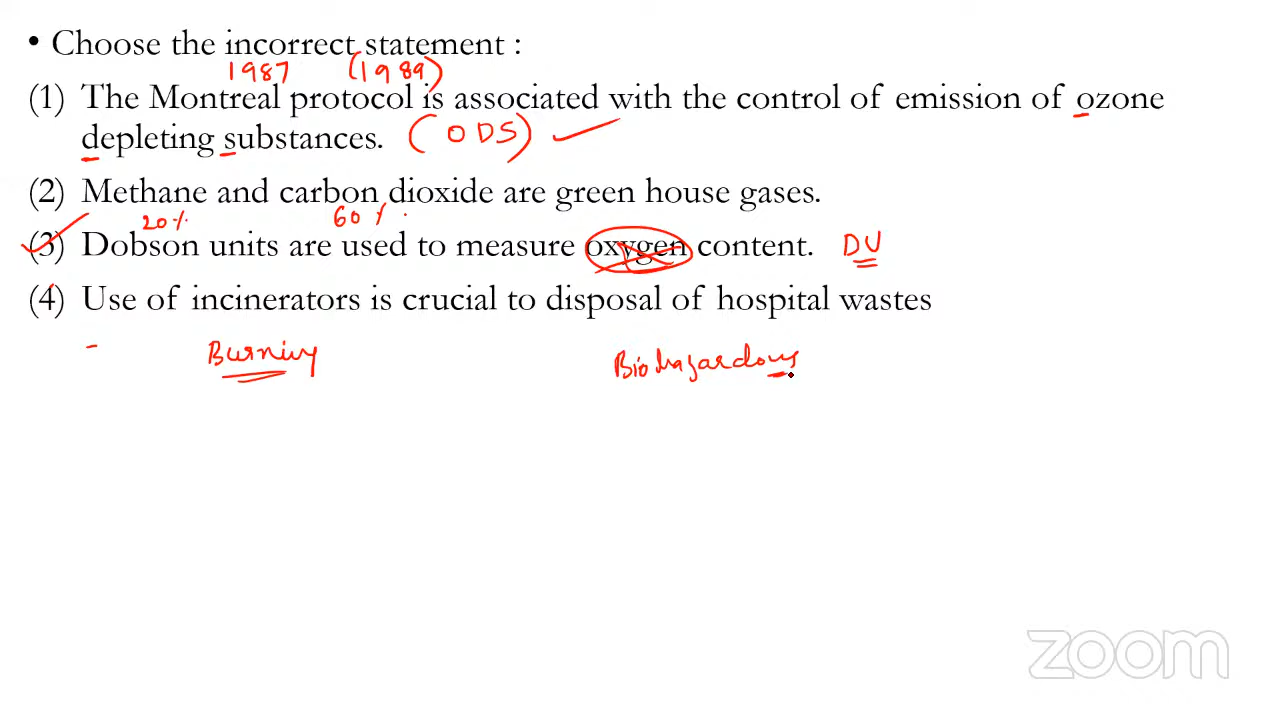 • Choose the incorrect statement :
1987 (1989)
(1) The Montreal protocol is associated with the control of emission of ozone
depleting substances. (ODS)
(2) Methane and carbon dioxide are green house gases.
20% 60%
(3) Dobson units are used to measure oxygen content. DU
(4) Use of incinerators is crucial to disposal of hospital wastes
Burning Biohazardous
zoom